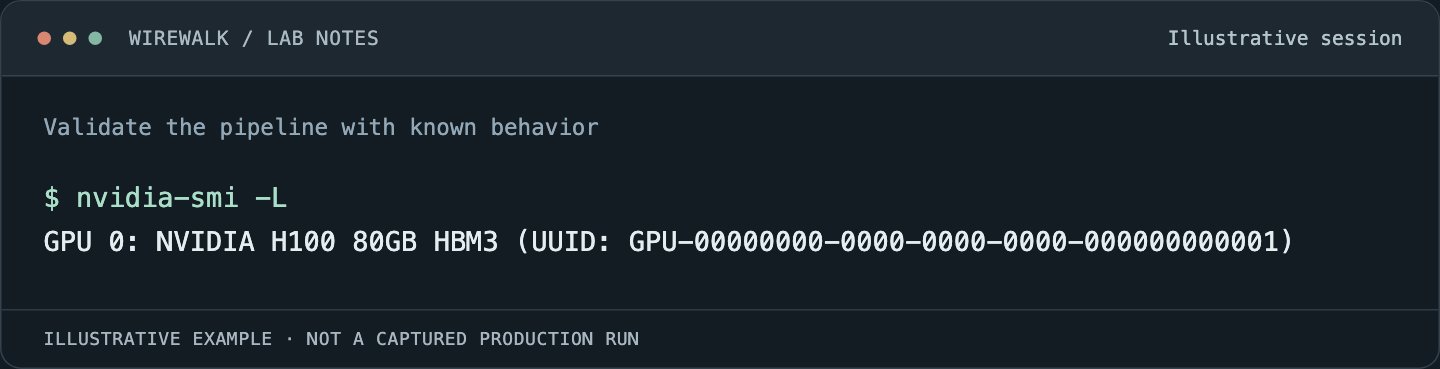 WIREWALK / LAB NOTES
Illustrative session
Validate the pipeline with known behavior
$ nvidia-smi -L
GPU 0: NVIDIA H100 80GB HBM3 (UUID: GPU-00000000-0000-0000-0000-000000000001)
ILLUSTRATIVE EXAMPLE · NOT A CAPTURED PRODUCTION RUN